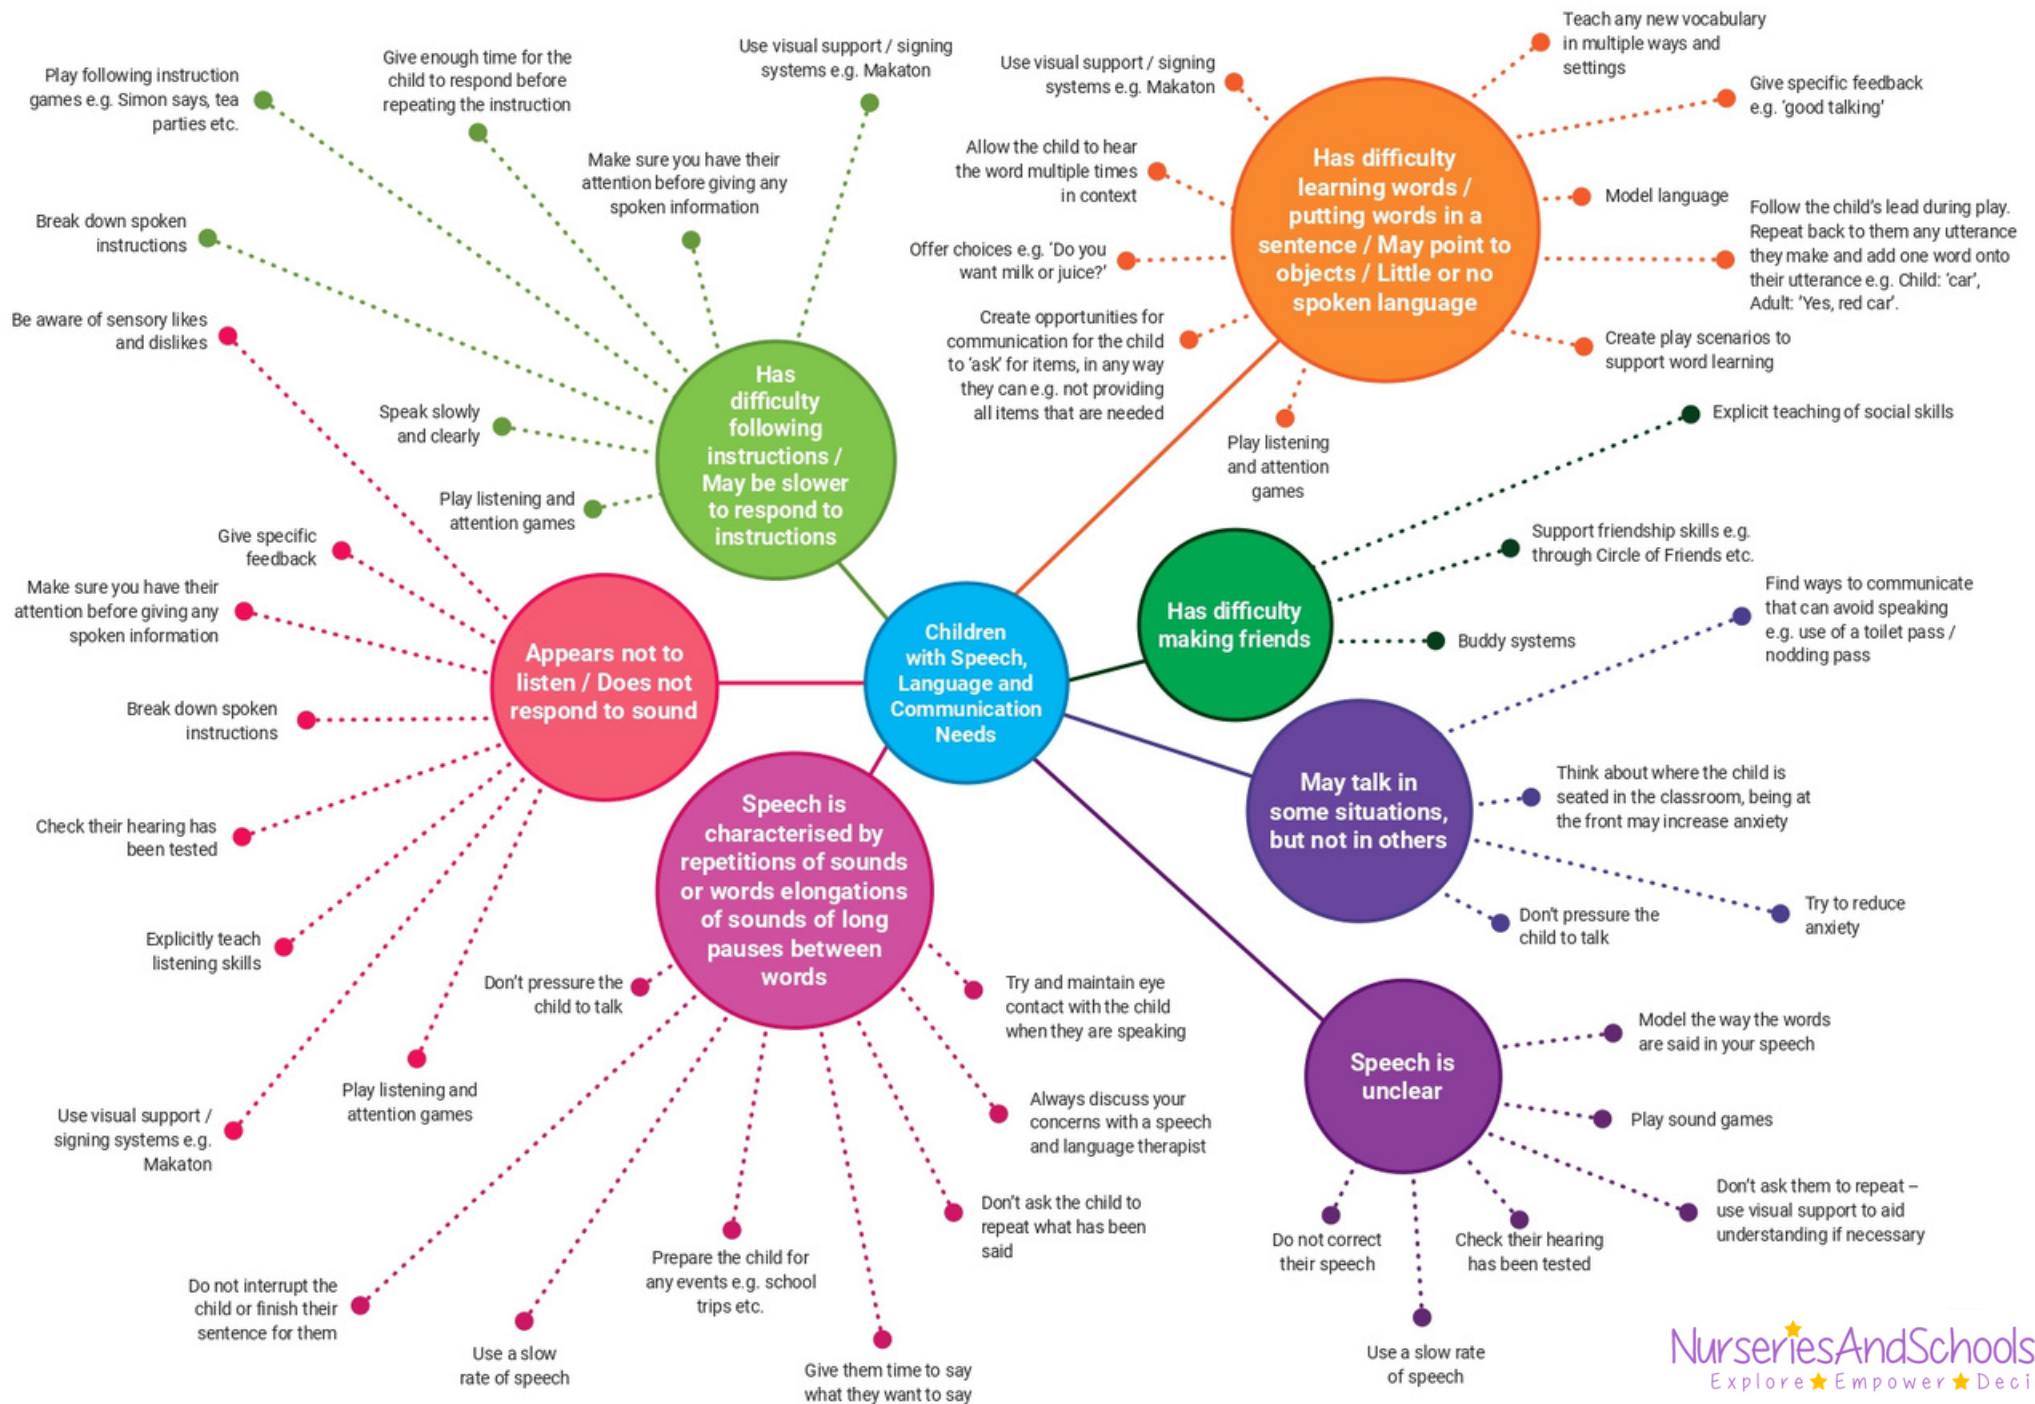 Children
with Speech,
Language and
Communication
Needs
Has
difficulty
following
instructions /
May be slower
to respond to
instructions
Play following instruction
games e.g. Simon says, tea
parties etc.
Give enough time for the
child to respond before
repeating the instruction
Use visual support / signing
systems e.g. Makaton
Make sure you have their
attention before giving any
spoken information
Break down spoken
instructions
Speak slowly
and clearly
Play listening and
attention games
Has difficulty
learning words /
putting words in a
sentence / May point to
objects / Little or no
spoken language
Use visual support / signing
systems e.g. Makaton
Allow the child to hear
the word multiple times
in context
Offer choices e.g. ‘Do you
want milk or juice?’
Create opportunities for
communication for the child
to ‘ask’ for items, in any way
they can e.g. not providing
all items that are needed
Play listening
and attention
games
Teach any new vocabulary
in multiple ways and
settings
Give specific feedback
e.g. ‘good talking’
Model language
Follow the child’s lead during play.
Repeat back to them any utterance
they make and add one word onto
their utterance e.g. Child: ‘car’,
Adult: ‘Yes, red car’.
Create play scenarios to
support word learning
Has difficulty
making friends
Explicit teaching of social skills
Support friendship skills e.g.
through Circle of Friends etc.
Buddy systems
May talk in
some situations,
but not in others
Find ways to communicate
that can avoid speaking
e.g. use of a toilet pass /
nodding pass
Think about where the child is
seated in the classroom, being at
the front may increase anxiety
Try to reduce
anxiety
Don’t pressure the
child to talk
Speech is
unclear
Model the way the words
are said in your speech
Play sound games
Don’t ask them to repeat –
use visual support to aid
understanding if necessary
Check their hearing
has been tested
Use a slow rate
of speech
Do not correct
their speech
Speech is
characterised by
repetitions of sounds
or words elongations
of sounds of long
pauses between
words
Try and maintain eye
contact with the child
when they are speaking
Always discuss your
concerns with a speech
and language therapist
Don’t ask the child to
repeat what has been
said
Give them time to say
what they want to say
Prepare the child for
any events e.g. school
trips etc.
Use a slow
rate of speech
Do not interrupt the
child or finish their
sentence for them
Don’t pressure the
child to talk
Appears not to
listen / Does not
respond to sound
Be aware of sensory likes
and dislikes
Give specific
feedback
Make sure you have their
attention before giving any
spoken information
Break down spoken
instructions
Check their hearing has
been tested
Explicitly teach
listening skills
Use visual support /
signing systems e.g.
Makaton
Play listening and
attention games
NurseriesAndSchools
Explore Empower Deci